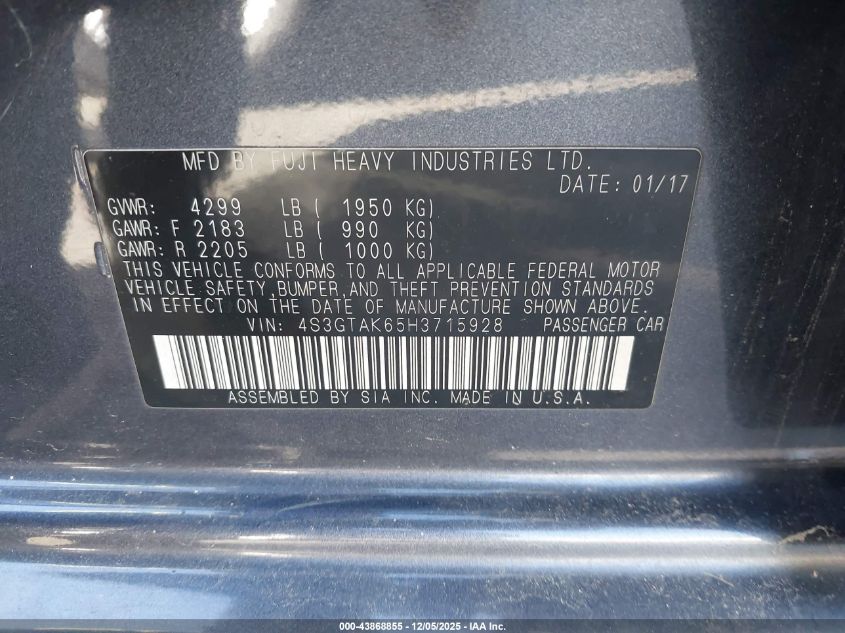 MFD BY FUJI HEAVY INDUSTRIES LTD.
DATE: 01/17
GVWR: 4299 LB ( 1950 KG)
GAWR: F 2183 LB ( 990 KG)
GAWR: R 2205 LB ( 1000 KG)
THIS VEHICLE CONFORMS TO ALL APPLICABLE FEDERAL MOTOR
VEHICLE SAFETY,BUMPER,AND THEFT PREVENTION STANDARDS
IN EFFECT ON THE DATE OF MANUFACTURE SHOWN ABOVE.
VIN: 4S3GTAK65H3715928 PASSENGER CAR
ASSEMBLED BY SIA INC. MADE IN U.S.A.
000-43868855 - 12/05/2025 - IAA Inc.